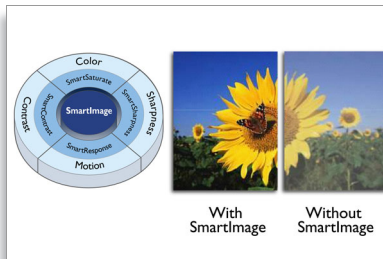 Color
SmartSaturate
Contrast
SmartContrast
SmartImage
SmartSharpness
Sharpness
SmartResponse
Motion
With
SmartImage
Without
SmartImage